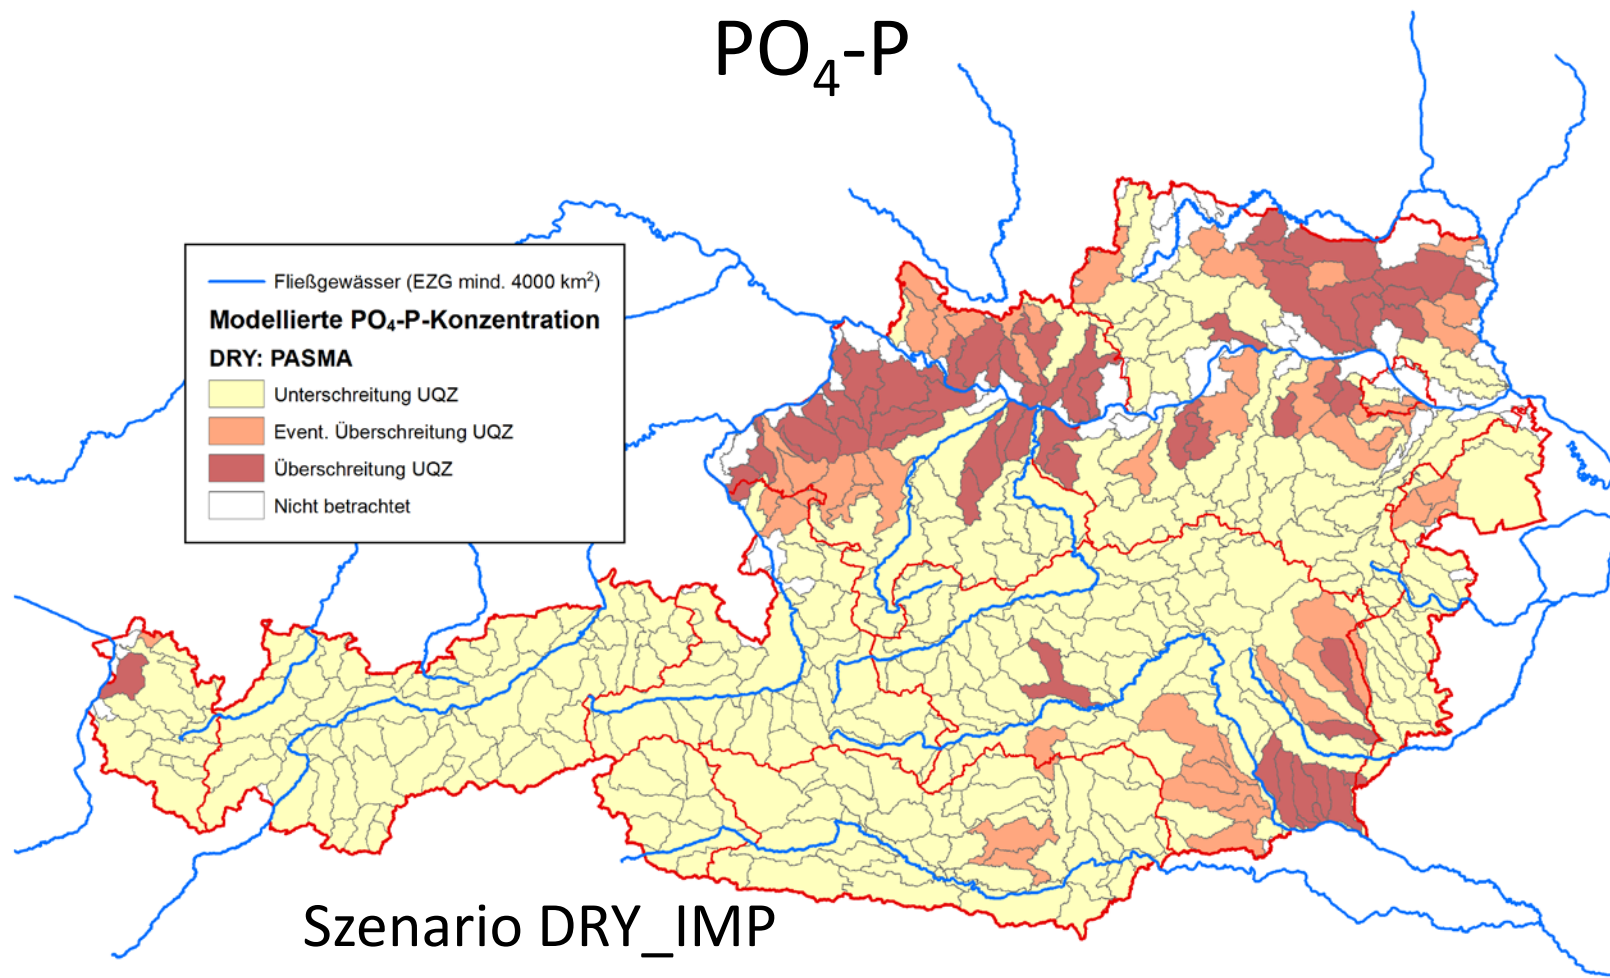 PO₄-P
Fließgewässer (EZG mind. 4000 km²)
Modellierte PO₄-P-Konzentration
DRY: PASMA
Unterschreitung UQZ
Event. Überschreitung UQZ
Überschreitung UQZ
Nicht betrachtet
Szenario DRY_IMP